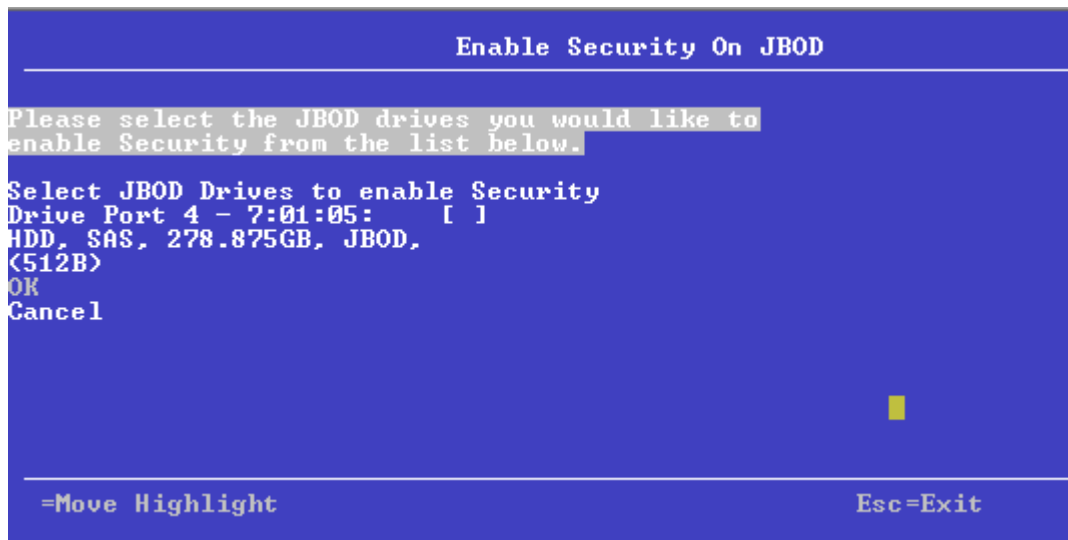 Enable Security On JBOD
Please select the JBOD drives you would like to
enable Security from the list below.
Select JBOD Drives to enable Security
Drive Port 4 - 7:01:05: [ ]
HDD, SAS, 278.875GB, JBOD,
(512B)
OK
Cancel
=Move Highlight Esc=Exit